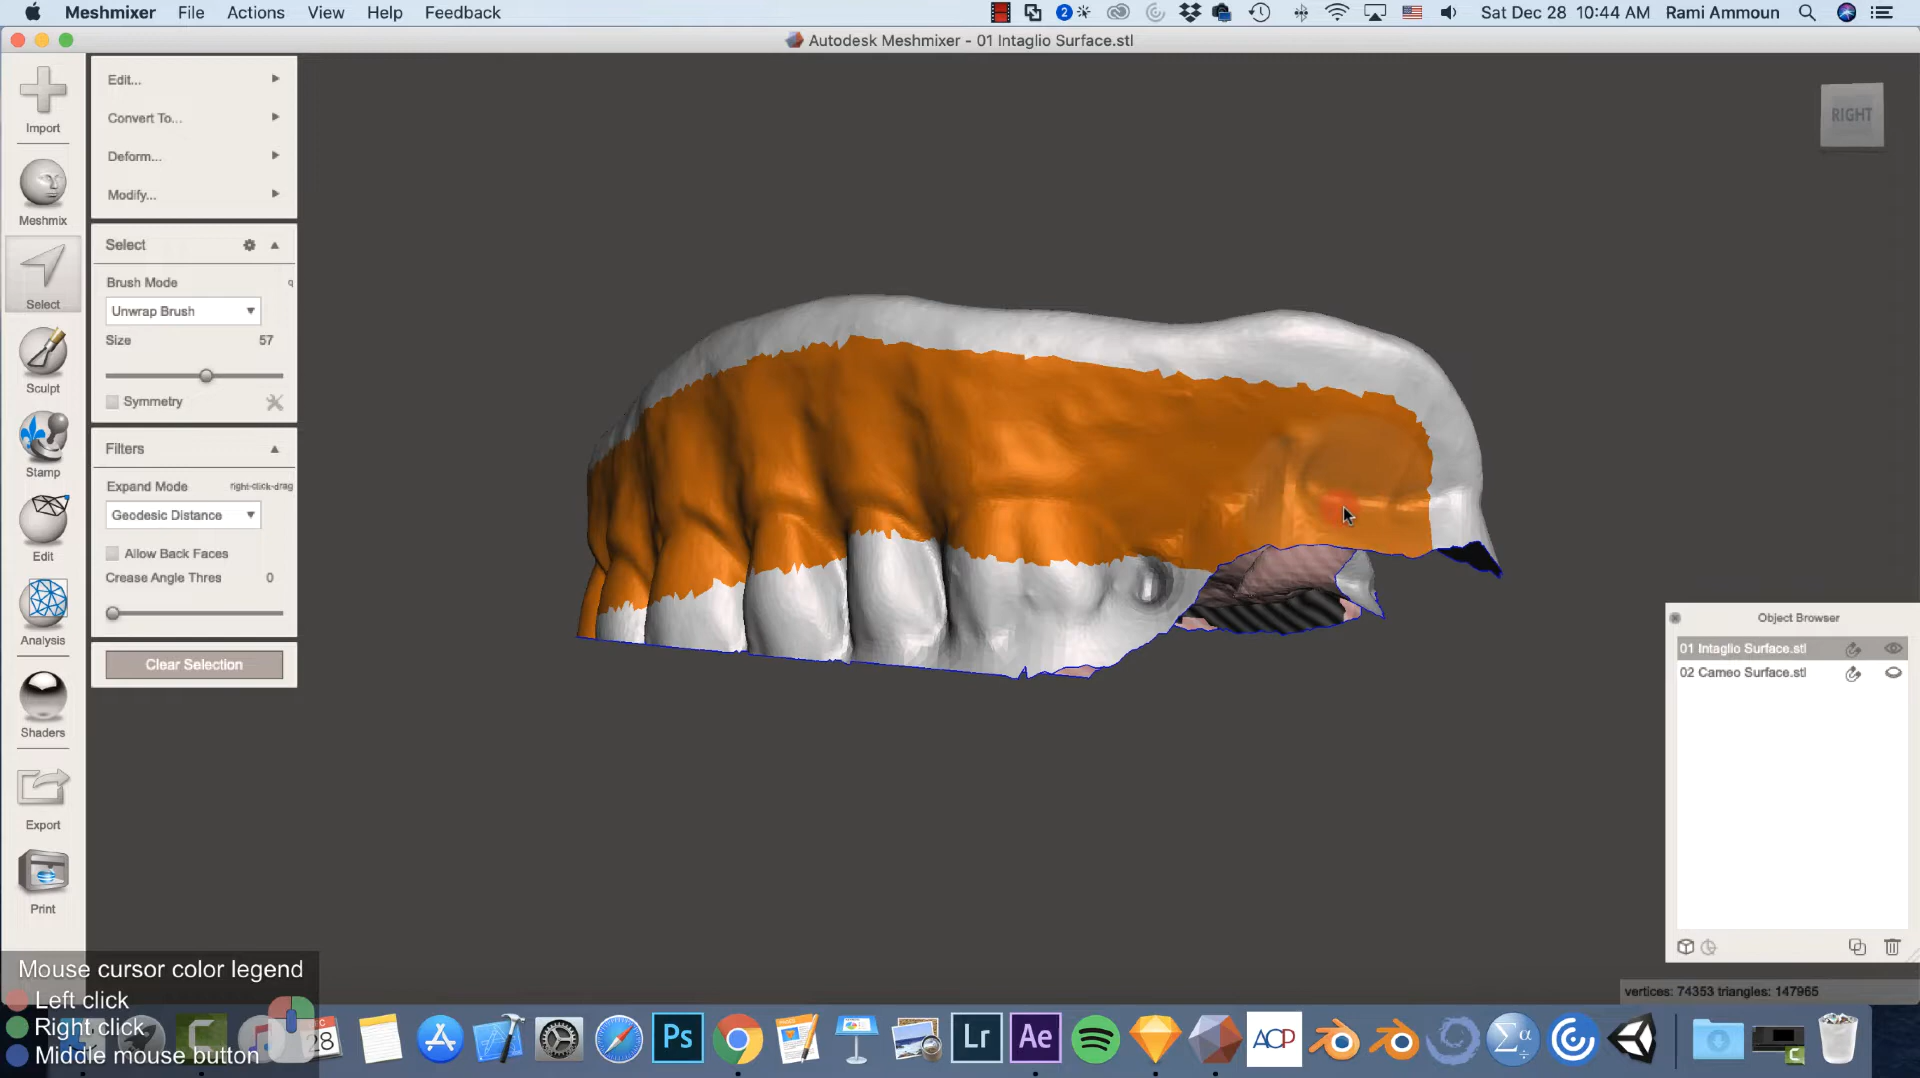 Meshmixer File Actions View Help Feedback
2
Sat Dec 28 10:44 AM Rami Ammoun
Autodesk Meshmixer - 01 Intaglio Surface.stl
Import
Meshmix
Select
Sculpt
Stamp
Edit
Analysis
Shaders
Export
Print
Edit...
Convert To...
Deform...
Modify...
Select
Brush Mode q
Unwrap Brush
Size 57
Symmetry
Filters
Expand Mode right-click-drag
Geodesic Distance
Allow Back Faces
Crease Angle Thres 0
Clear Selection
RIGHT
Object Browser
01 Intaglio Surface.stl
02 Cameo Surface.stl
vertices: 74353 triangles: 147965
Mouse cursor color legend
Left click
Right click
Middle mouse button
28
Ps
Lr
Ae
ACP
Σα